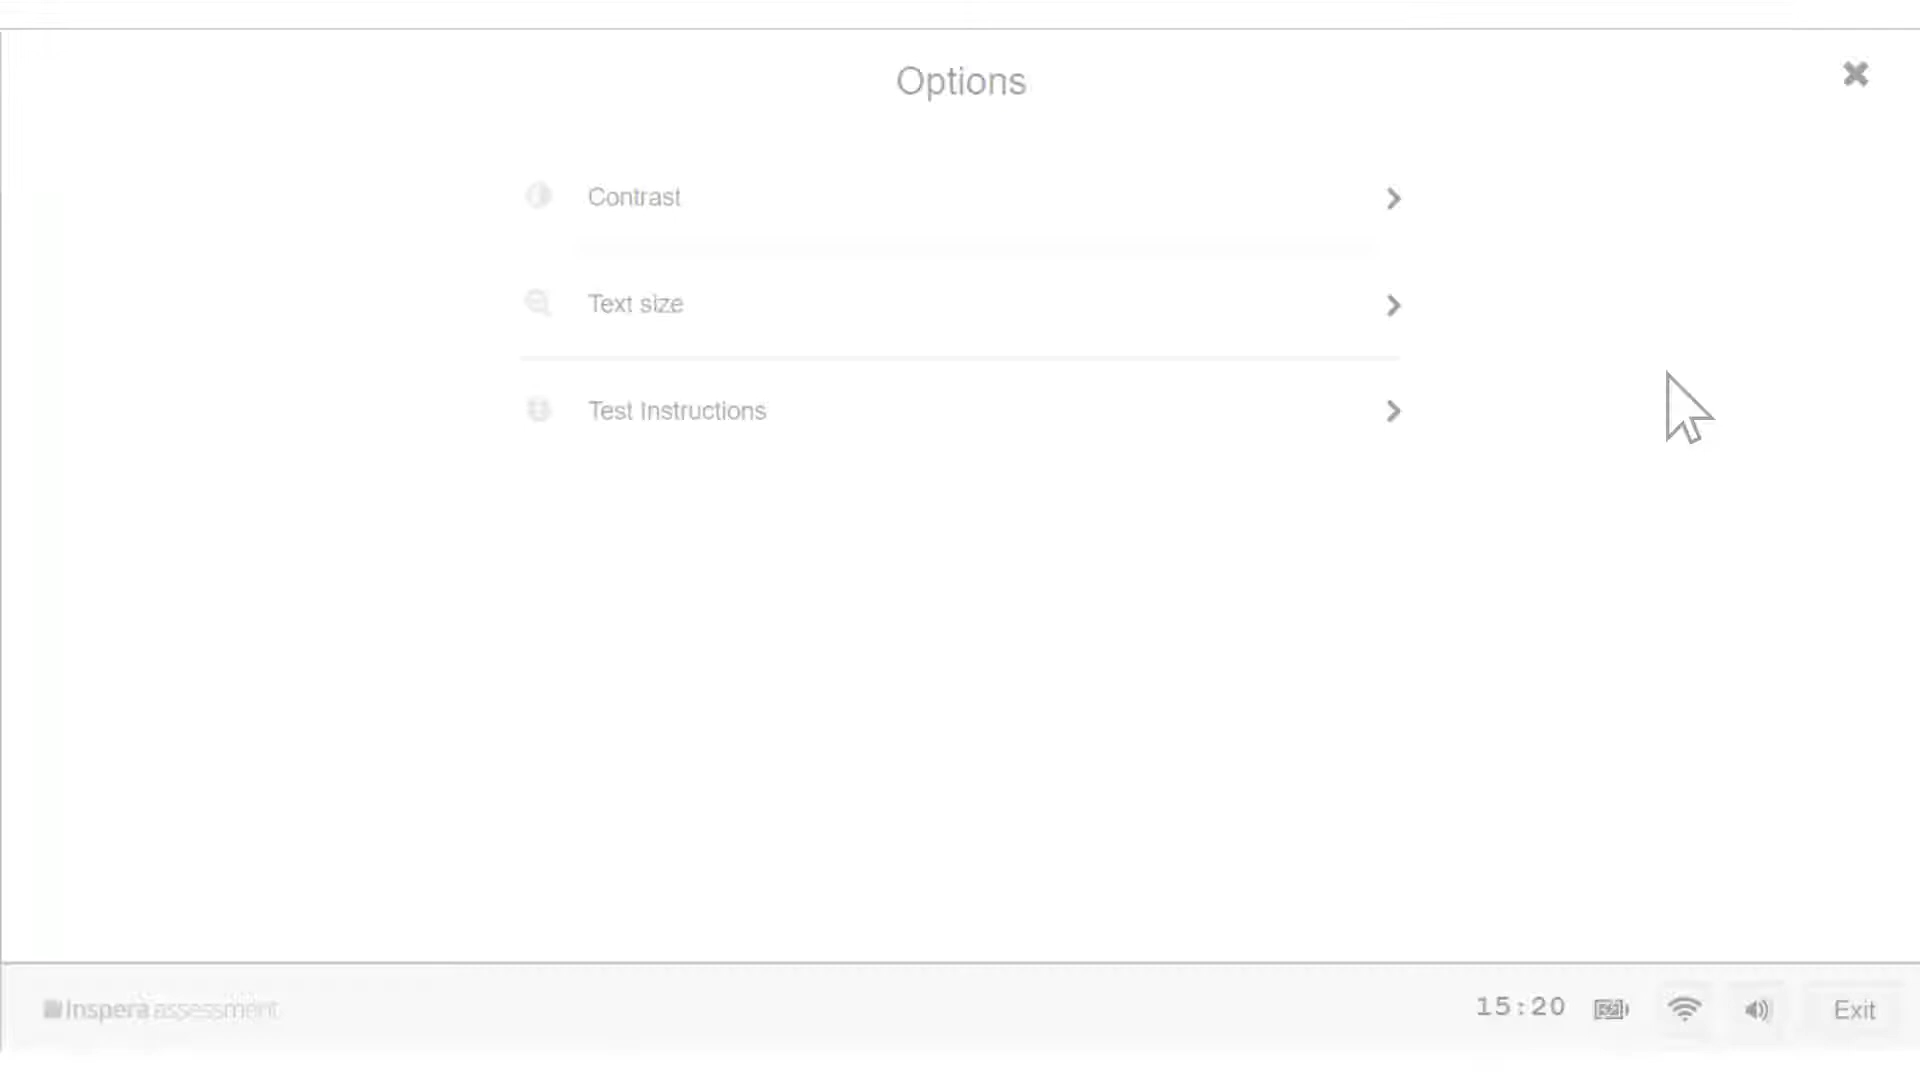 Options
Contrast
Text size
Test Instructions
Inspera assessment
15:20
Exit